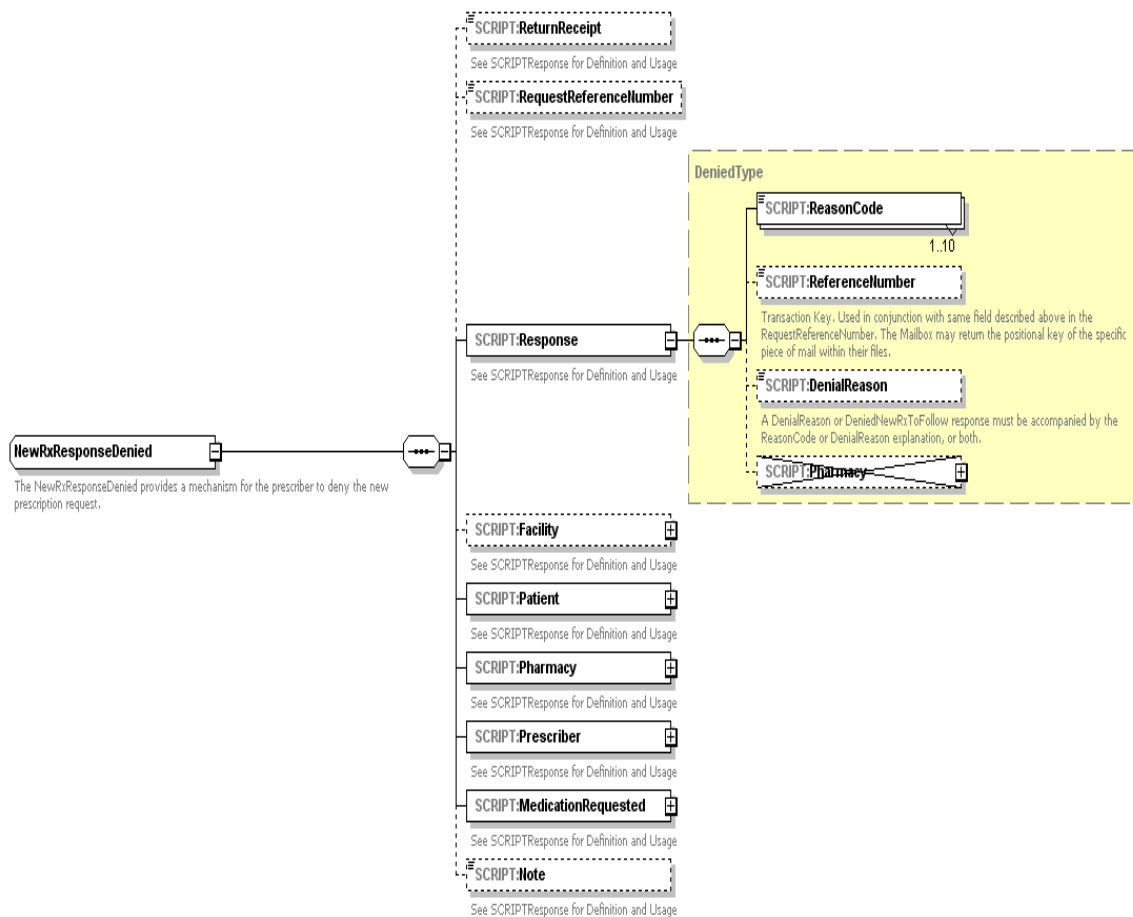 SCRIPT:ReturnReceipt
See SCRIPTResponse for Definition and Usage
SCRIPT:RequestReferenceNumber
See SCRIPTResponse for Definition and Usage
DeniedType
SCRIPT:ReasonCode
1..10
SCRIPT:ReferenceNumber
Transaction Key. Used in conjunction with same field described above in the
RequestReferenceNumber. The Mailbox may return the positional key of the specific
piece of mail within their files.
SCRIPT:Response
See SCRIPTResponse for Definition and Usage
SCRIPT:DenialReason
A DenialReason or DeniedNewRxToFollow response must be accompanied by the
ReasonCode or DenialReason explanation, or both.
SCRIPT:Pharmacy
NewRxResponseDenied
The NewRxResponseDenied provides a mechanism for the prescriber to deny the new
prescription request.
SCRIPT:Facility
See SCRIPTResponse for Definition and Usage
SCRIPT:Patient
See SCRIPTResponse for Definition and Usage
SCRIPT:Pharmacy
See SCRIPTResponse for Definition and Usage
SCRIPT:Prescriber
See SCRIPTResponse for Definition and Usage
SCRIPT:MedicationRequested
See SCRIPTResponse for Definition and Usage
SCRIPT:Note
See SCRIPTResponse for Definition and Usage